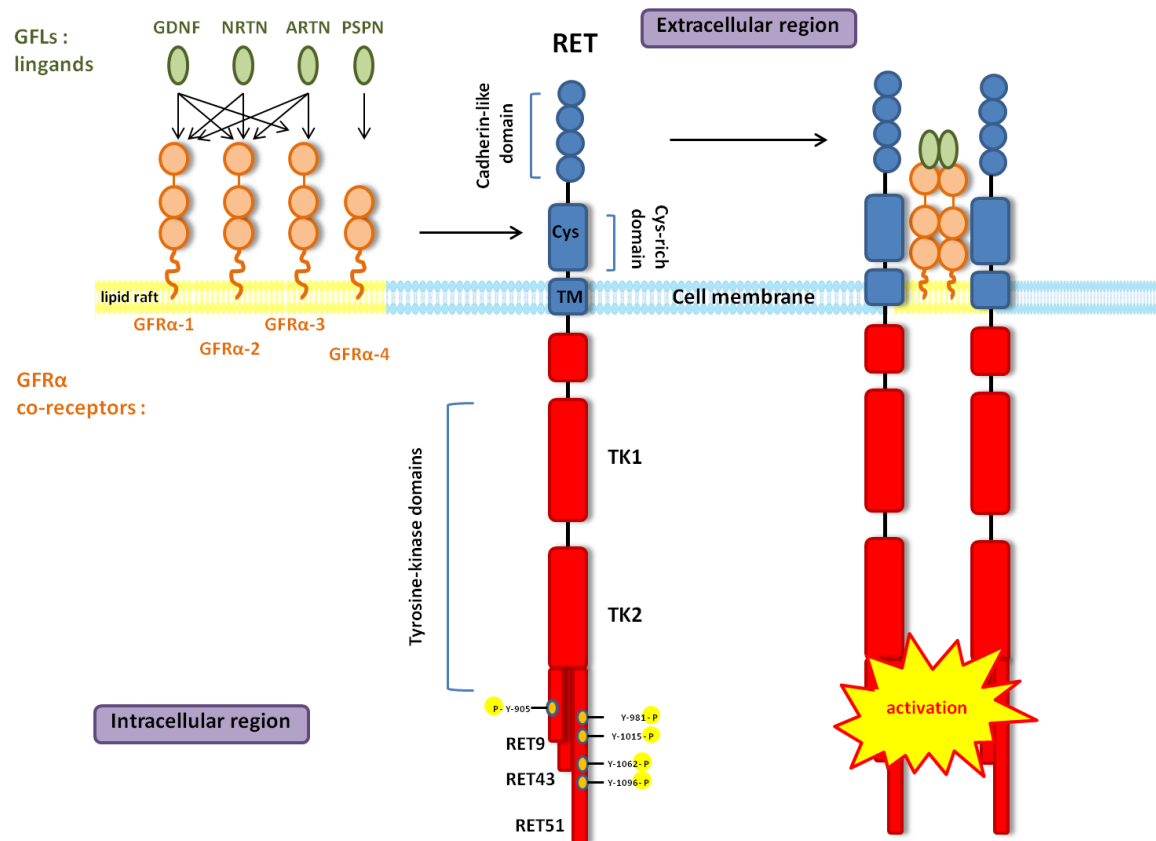 GFLs :
lingands
GDNF
NRTN
ARTN
PSPN
RET
Extracellular region
Cadherin-like
domain
Cys
Cys-rich
domain
lipid raft
TM
Cell membrane
GFRα-1
GFRα-2
GFRα-3
GFRα-4
GFRα
co-receptors :
Tyrosine-kinase domains
TK1
TK2
Intracellular region
P- Y-905
Y-981- P
Y-1015- P
Y-1062- P
Y-1096- P
RET9
RET43
RET51
activation